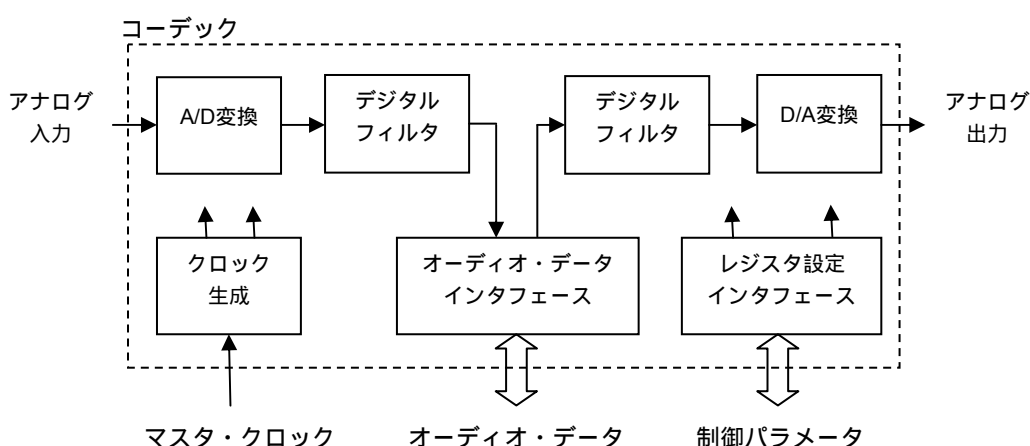 コーデック
アナログ
入力
A/D変換
デジタル
フィルタ
デジタル
フィルタ
D/A変換
アナログ
出力
クロック
生成
オーディオ・データ
インタフェース
レジスタ設定
インタフェース
マスタ・クロック
オーディオ・データ
制御パラメータ